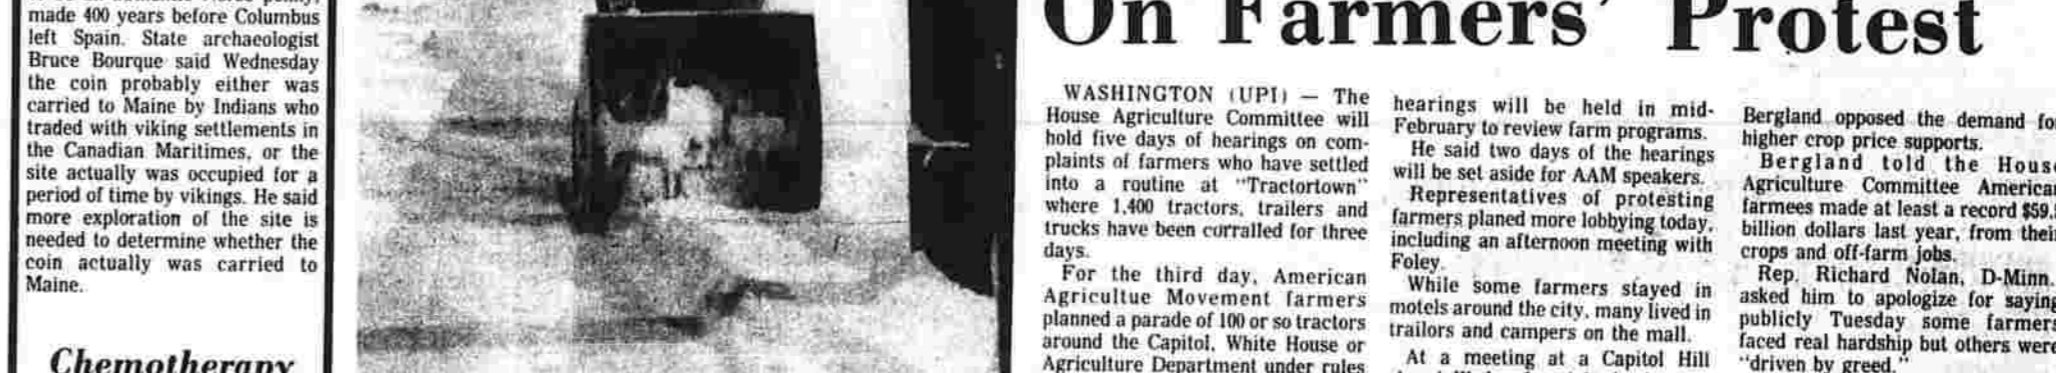 made 400 years before Columbus
left Spain. State archaeologist
Bruce Bourque said Wednesday
the coin probably either was
carried to Maine by Indians who
traded with viking settlements in
the Canadian Maritimes, or the
site actually was occupied for a
period of time by vikings. He said
more exploration of the site is
needed to determine whether the
coin actually was carried to
Maine.
Chemotherapy
On Farmers' Protest
WASHINGTON (UPI) — The
House Agriculture Committee will
hold five days of hearings on com-
plaints of farmers who have settled
into a routine at "Tractortown"
where 1,400 tractors, trailers and
trucks have been corralled for three
days.
For the third day, American
Agricultue Movement farmers
planned a parade of 100 or so tractors
around the Capitol, White House or
Agriculture Department under rules
hearings will be held in mid-
February to review farm programs.
He said two days of the hearings
will be set aside for AAM speakers.
Representatives of protesting
farmers planed more lobbying today,
including an afternoon meeting with
Foley.
While some farmers stayed in
motels around the city, many lived in
trailors and campers on the mall.
At a meeting at a Capitol Hill
Bergland opposed the demand for
higher crop price supports.
Bergland told the House
Agriculture Committee American
farmees made at least a record $59.
billion dollars last year, from their
crops and off-farm jobs.
Rep. Richard Nolan, D-Minn.,
asked him to apologize for saying
publicly Tuesday some farmers
faced real hardship but others were
"driven by greed."